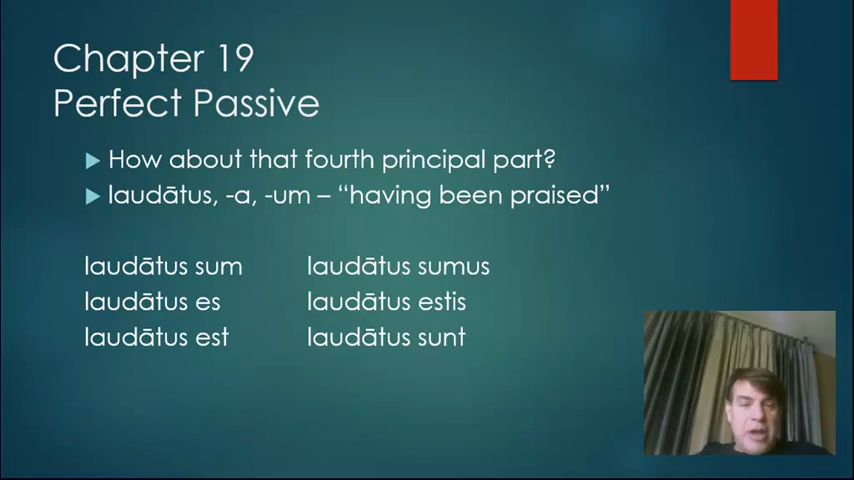 Chapter 19
Perfect Passive
How about that fourth principal part?
laudātus, -a, -um – “having been praised”
laudātus sum laudātus sumus
laudātus es laudātus estis
laudātus est laudātus sunt